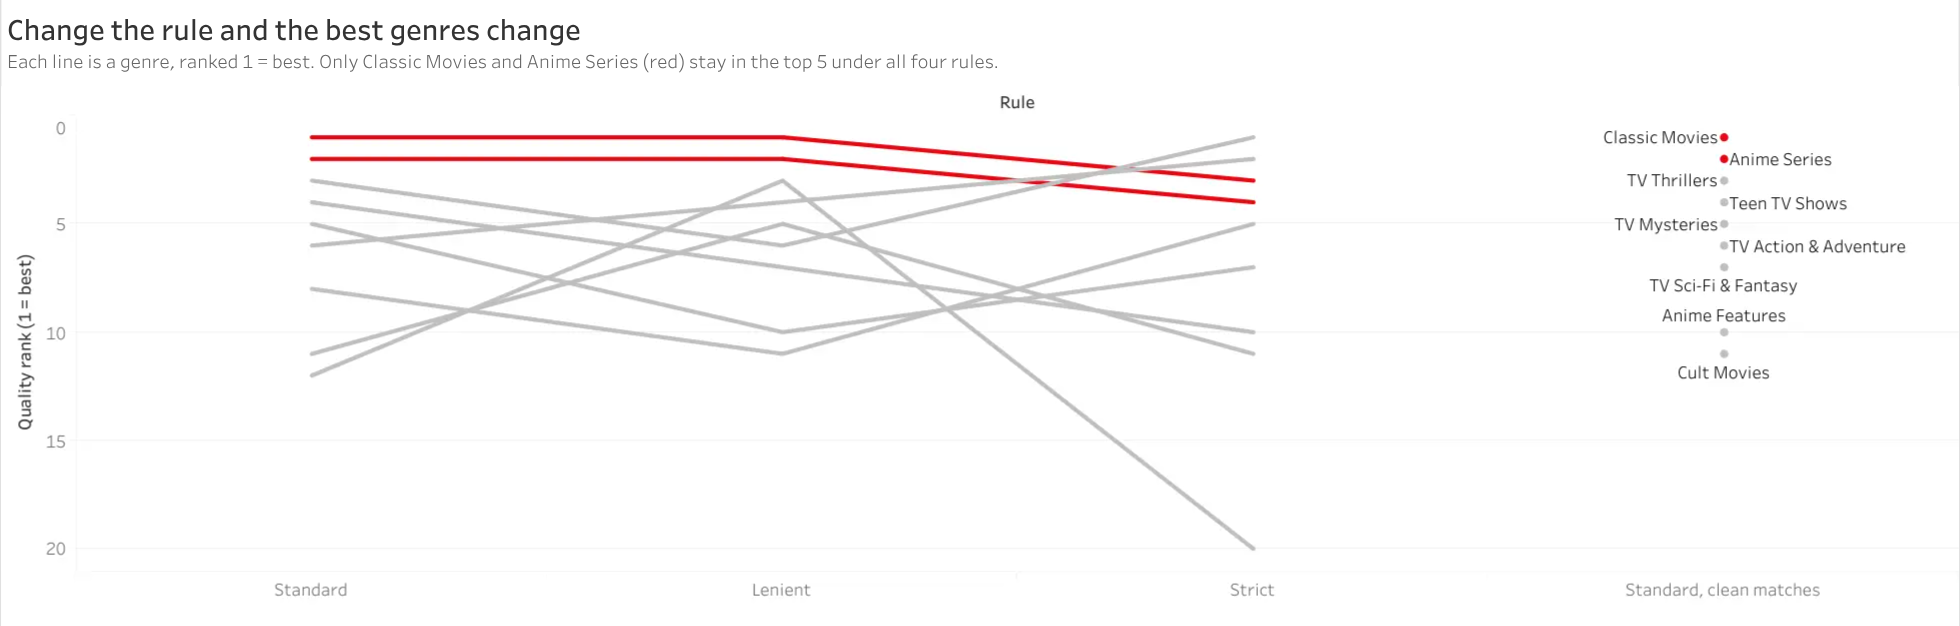 Change the rule and the best genres change
Each line is a genre, ranked 1 = best. Only Classic Movies and Anime Series (red) stay in the top 5 under all four rules.
Rule
Quality rank (1 = best)
0
5
10
15
20
Classic Movies
Anime Series
TV Thrillers
Teen TV Shows
TV Mysteries
TV Action & Adventure
TV Sci-Fi & Fantasy
Anime Features
Cult Movies
Standard
Lenient
Strict
Standard, clean matches